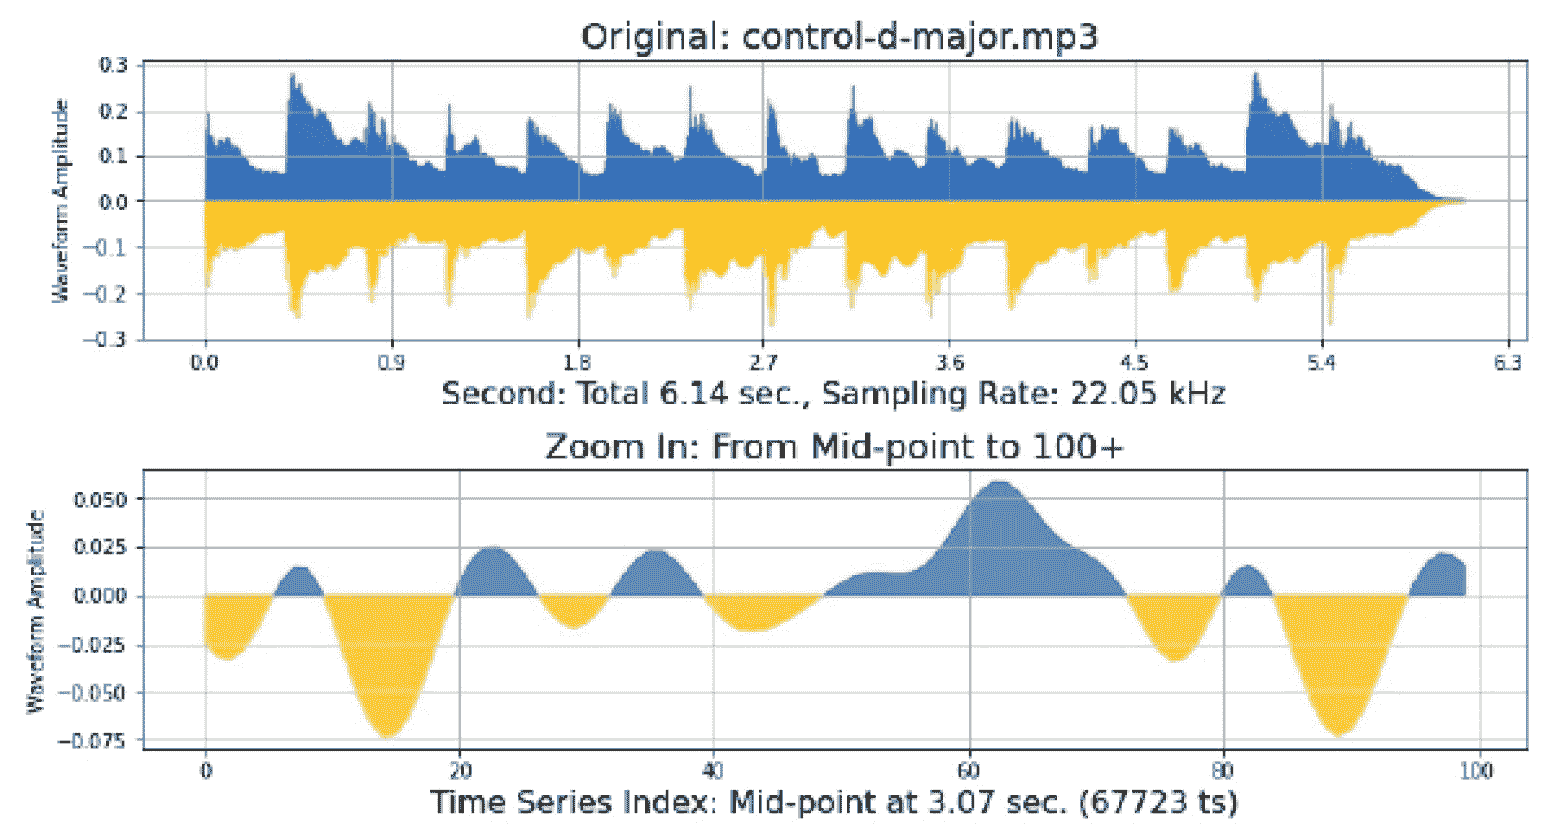 Original: control-d-major.mp3
0.3
0.2
0.1
0.0
−0.1
−0.2
−0.3
Waveform Amplitude
0.0 0.9 1.8 2.7 3.6 4.5 5.4 6.3
Second: Total 6.14 sec., Sampling Rate: 22.05 kHz
Zoom In: From Mid-point to 100+
0.050
0.025
0.000
−0.025
−0.050
−0.075
Waveform Amplitude
0 20 40 60 80 100
Time Series Index: Mid-point at 3.07 sec. (67723 ts)